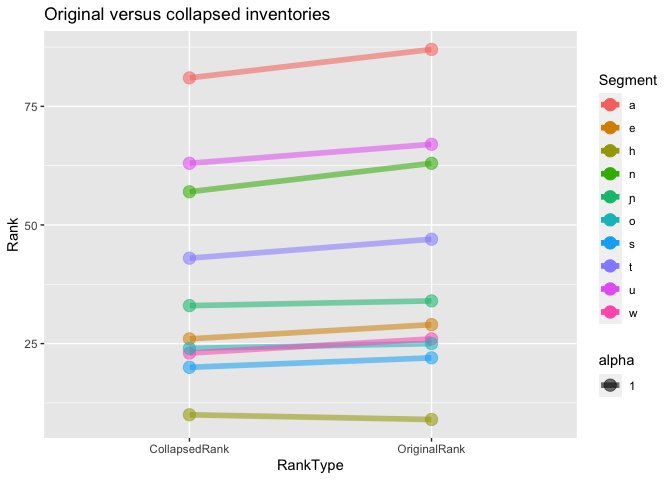 Original versus collapsed inventories
75
50
25
Rank
CollapsedRank
OriginalRank
RankType
Segment
a
e
h
n
ɲ
o
s
t
u
w
alpha
1